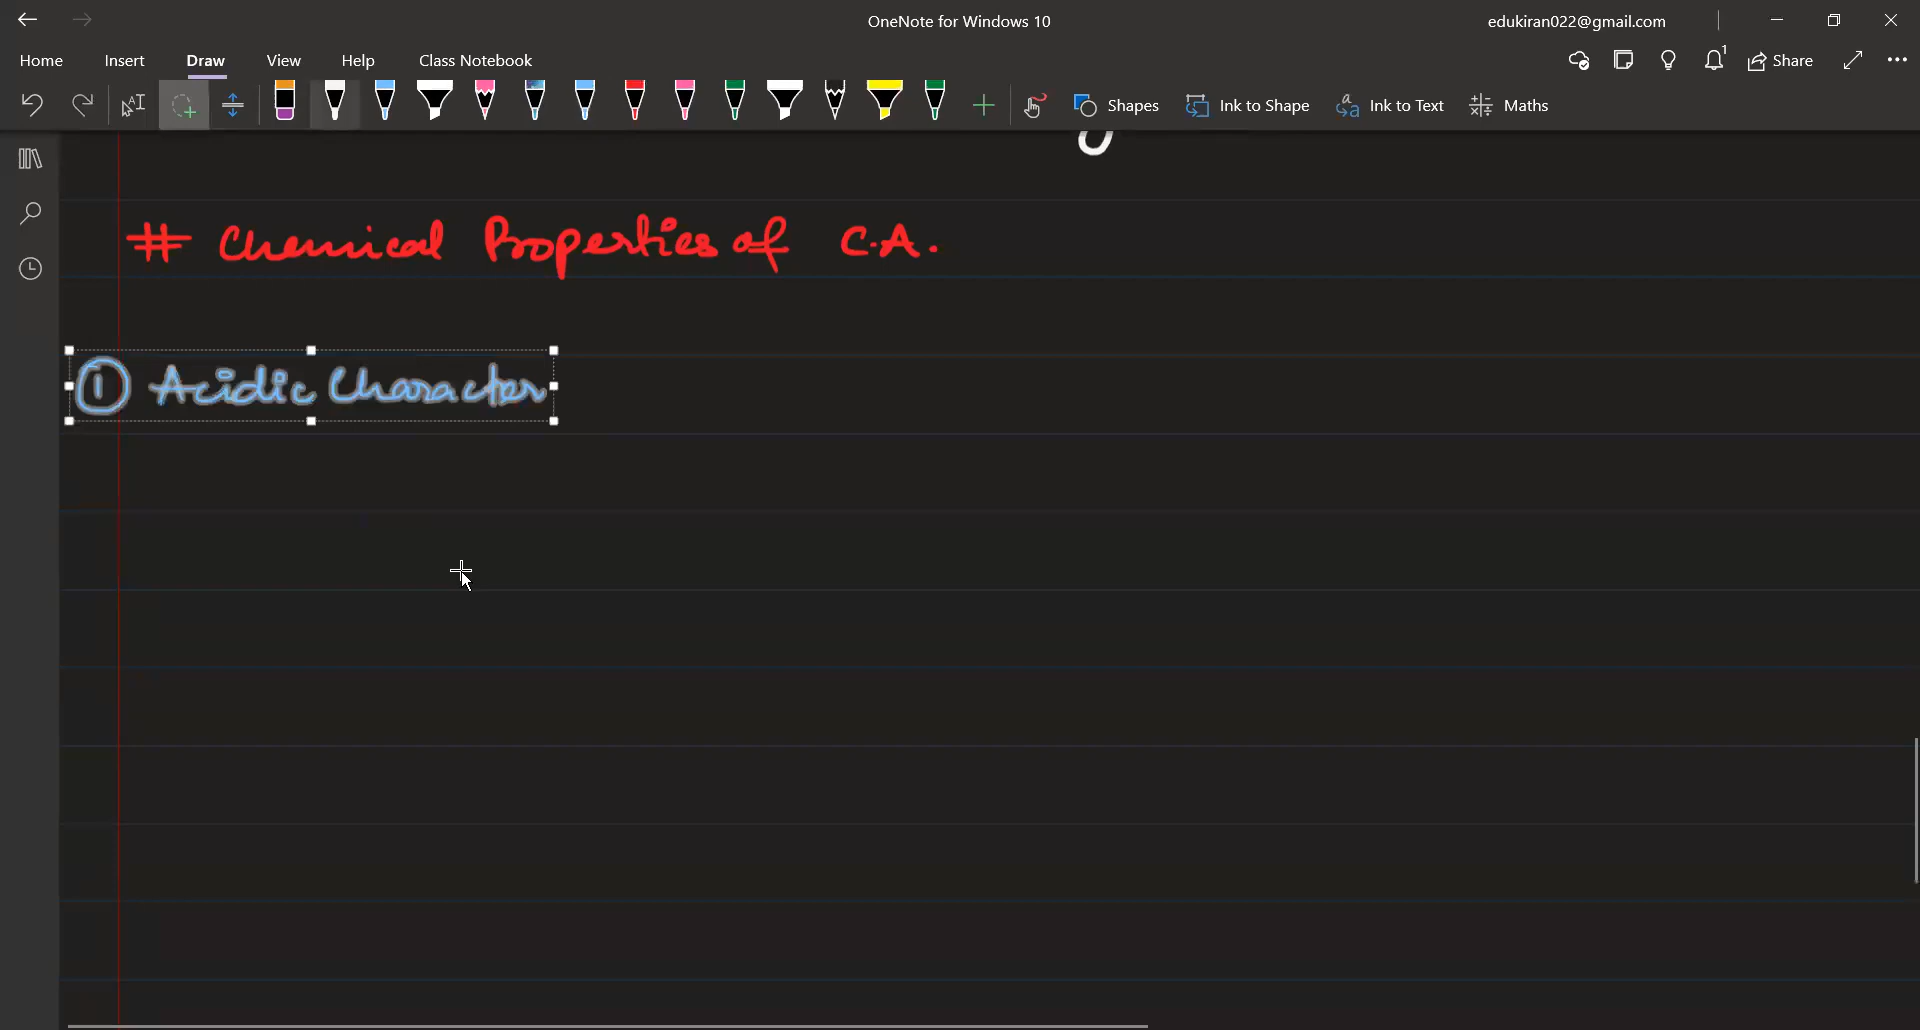 OneNote for Windows 10 edukiran022@gmail.com
Home Insert Draw View Help Class Notebook 1 Share
Shapes Ink to Shape Ink to Text Maths
# Chemical Properties of C.A.
① Acidic Character